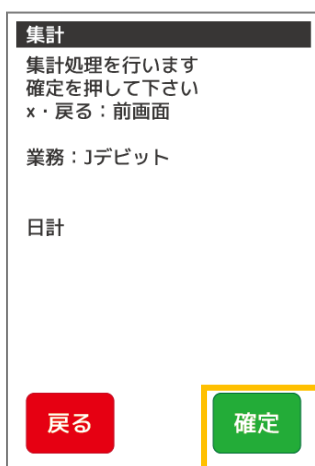 集計
集計処理を行います
確定を押して下さい
x・戻る：前画面
業務：Jデビット
日計
戻る
確定